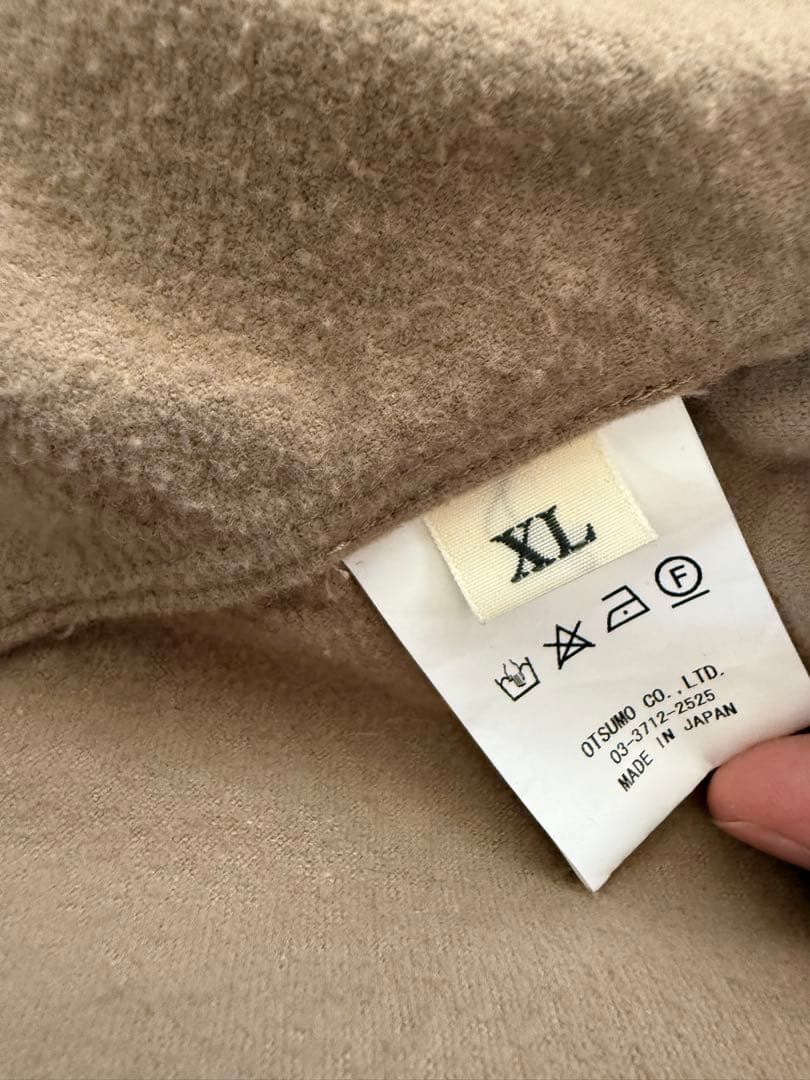 XL
F
OTSUMO CO.,LTD.
03-3712-2525
MADE IN JAPAN